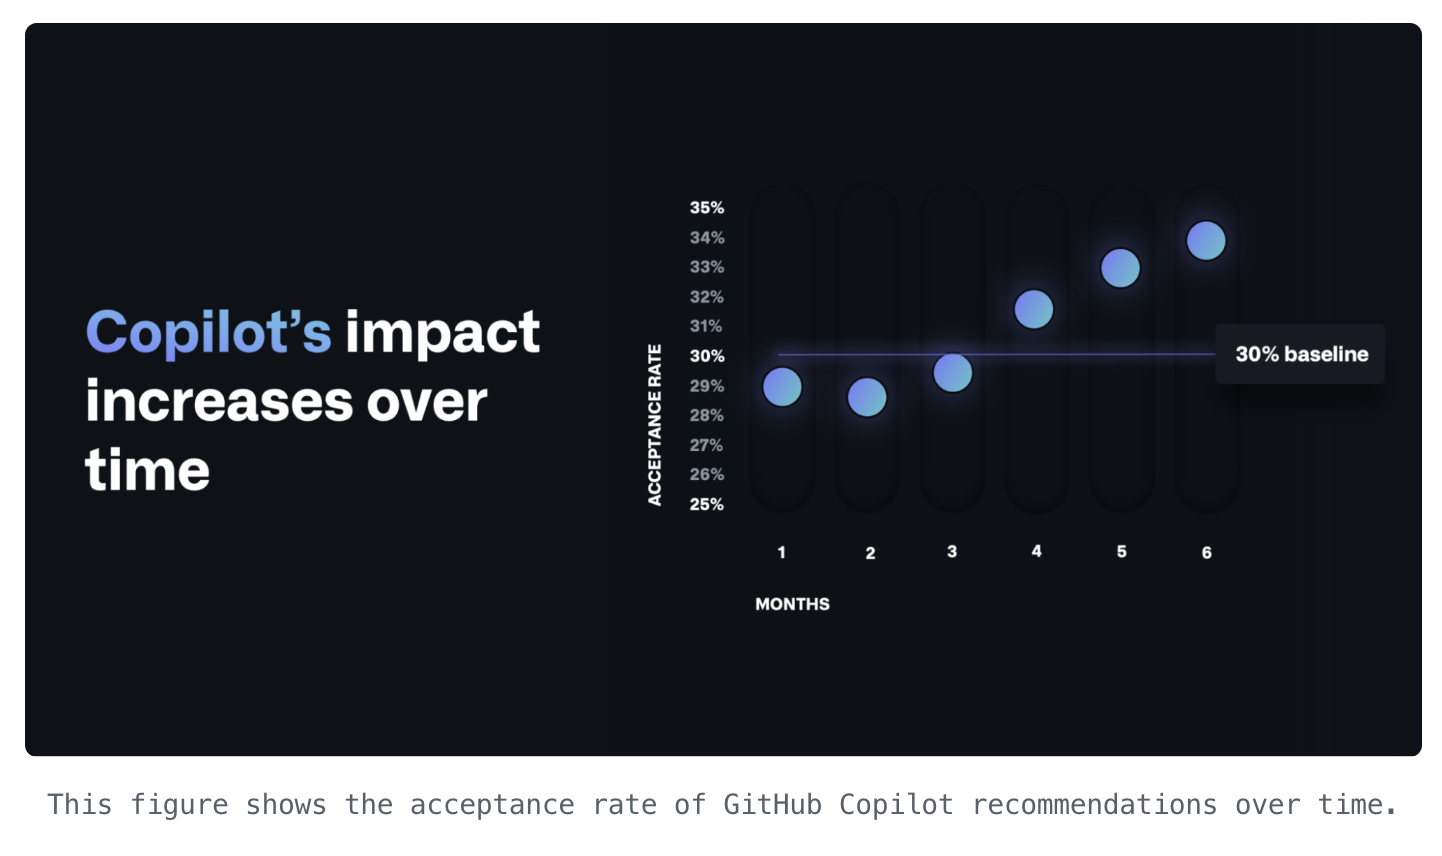 Copilot’s impact
increases over
time
ACCEPTANCE RATE
35%
34%
33%
32%
31%
30%
29%
28%
27%
26%
25%
30% baseline
1 2 3 4 5 6
MONTHS
This figure shows the acceptance rate of GitHub Copilot recommendations over time.